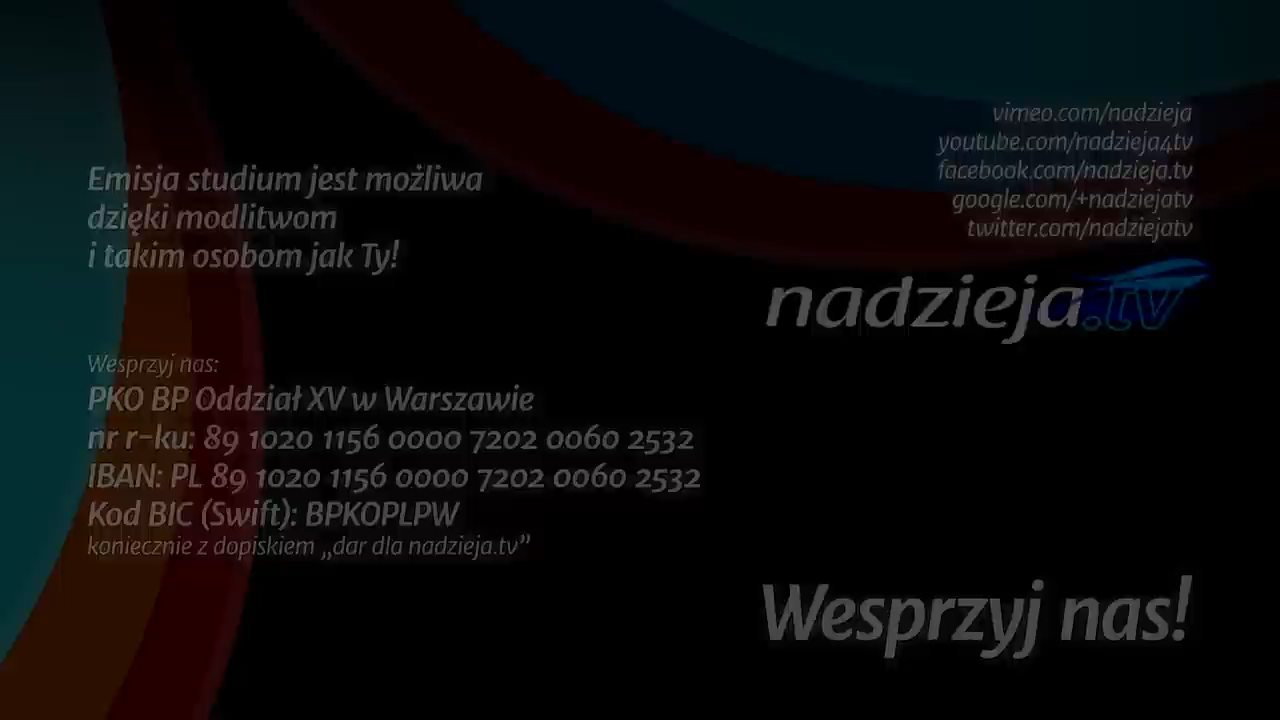 Emisja studium jest możliwa
dzięki modlitwom
i takim osobom jak Ty!
Wesprzyj nas:
PKO BP Oddział XV w Warszawie
nr r-ku: 89 1020 1156 0000 7202 0060 2532
IBAN: PL 89 1020 1156 0000 7202 0060 2532
Kod BIC (Swift): BPKOPLPW
koniecznie z dopiskiem „dar dla nadzieja.tv”
vimeo.com/nadzieja
youtube.com/nadzieja4tv
facebook.com/nadzieja.tv
google.com/+nadziejatv
twitter.com/nadziejatv
nadzieja.tv
Wesprzyj nas!